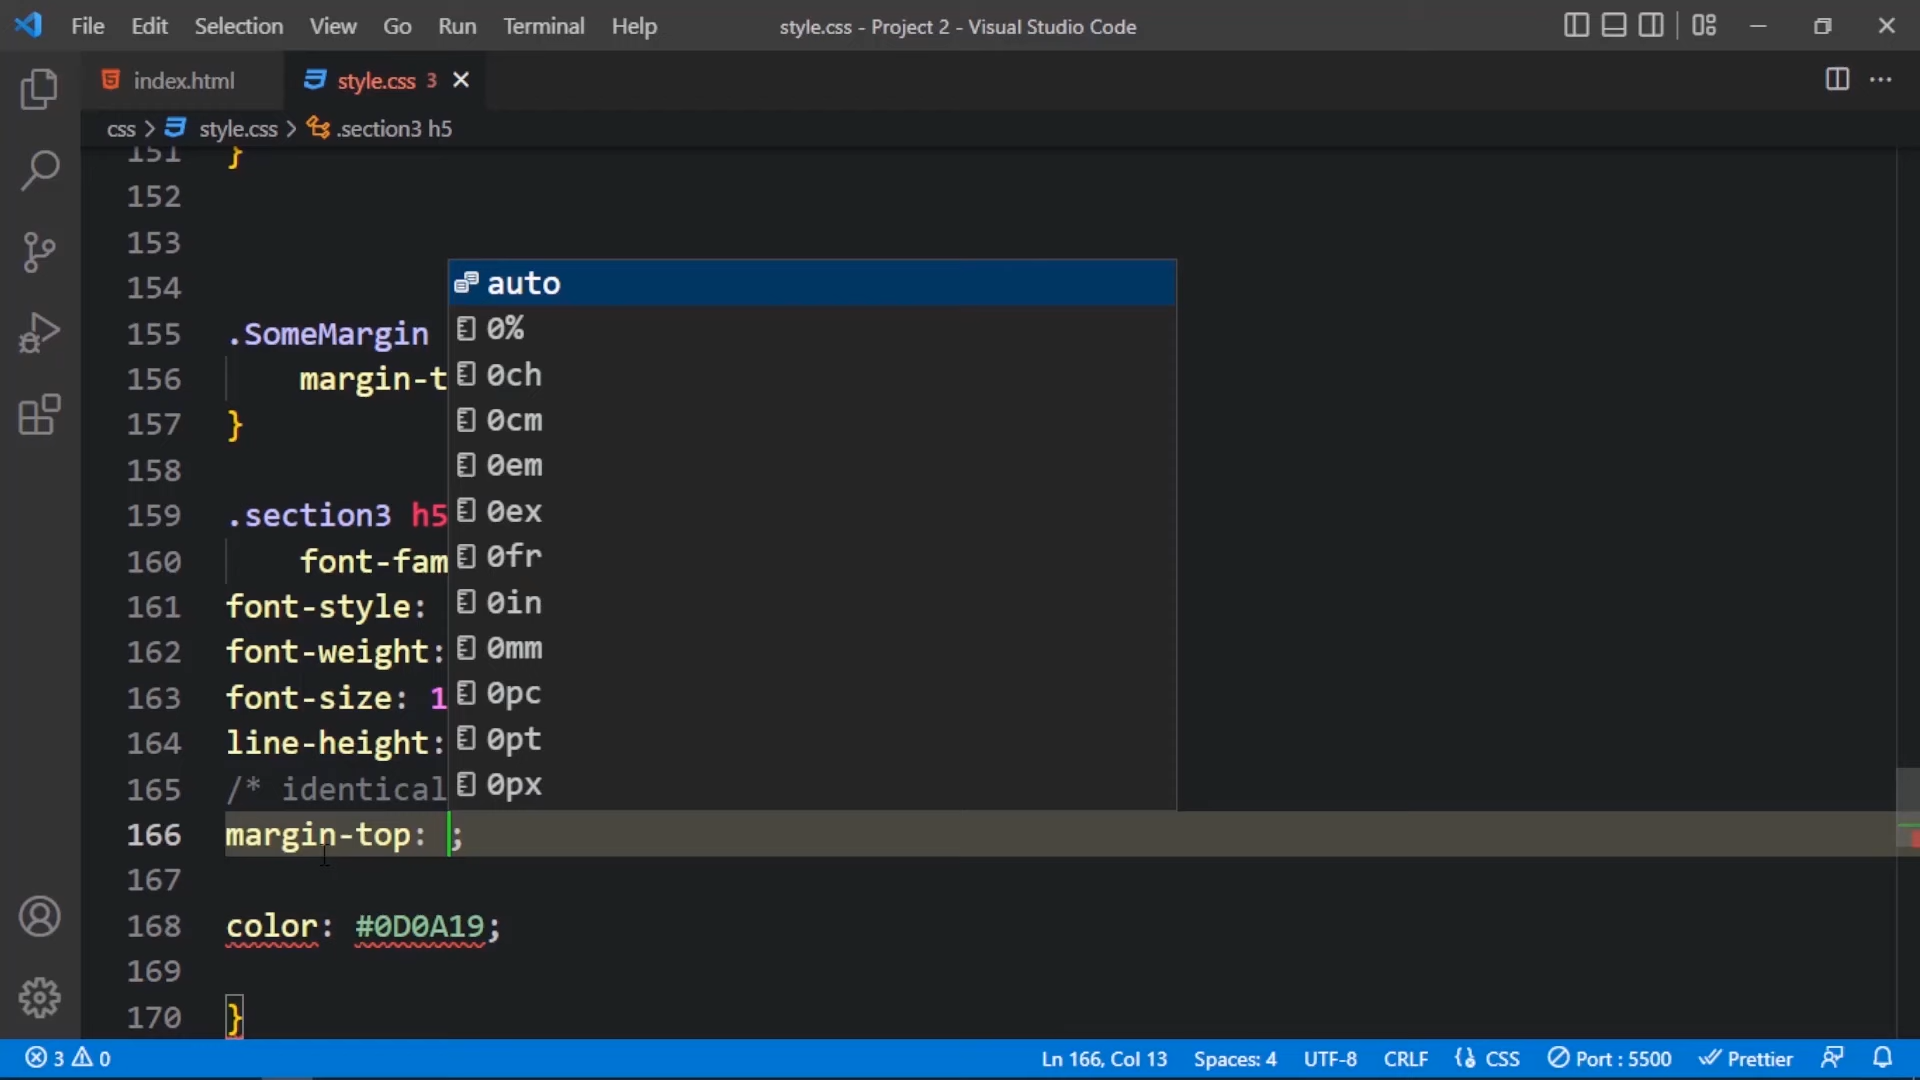 File Edit Selection View Go Run Terminal Help style.css - Project 2 - Visual Studio Code
index.html style.css 3
css > style.css > .section3 h5
151 }
152
153
154
155 .SomeMargin
156 margin-t
157 }
158
159 .section3 h5
160 font-fam
161 font-style:
162 font-weight:
163 font-size: 1
164 line-height:
165 /* identical
166 margin-top: ;
167
168 color: #0D0A19;
169
170 }
auto
0%
0ch
0cm
0em
0ex
0fr
0in
0mm
0pc
0pt
0px
3 0 Ln 166, Col 13 Spaces: 4 UTF-8 CRLF CSS Port : 5500 Prettier